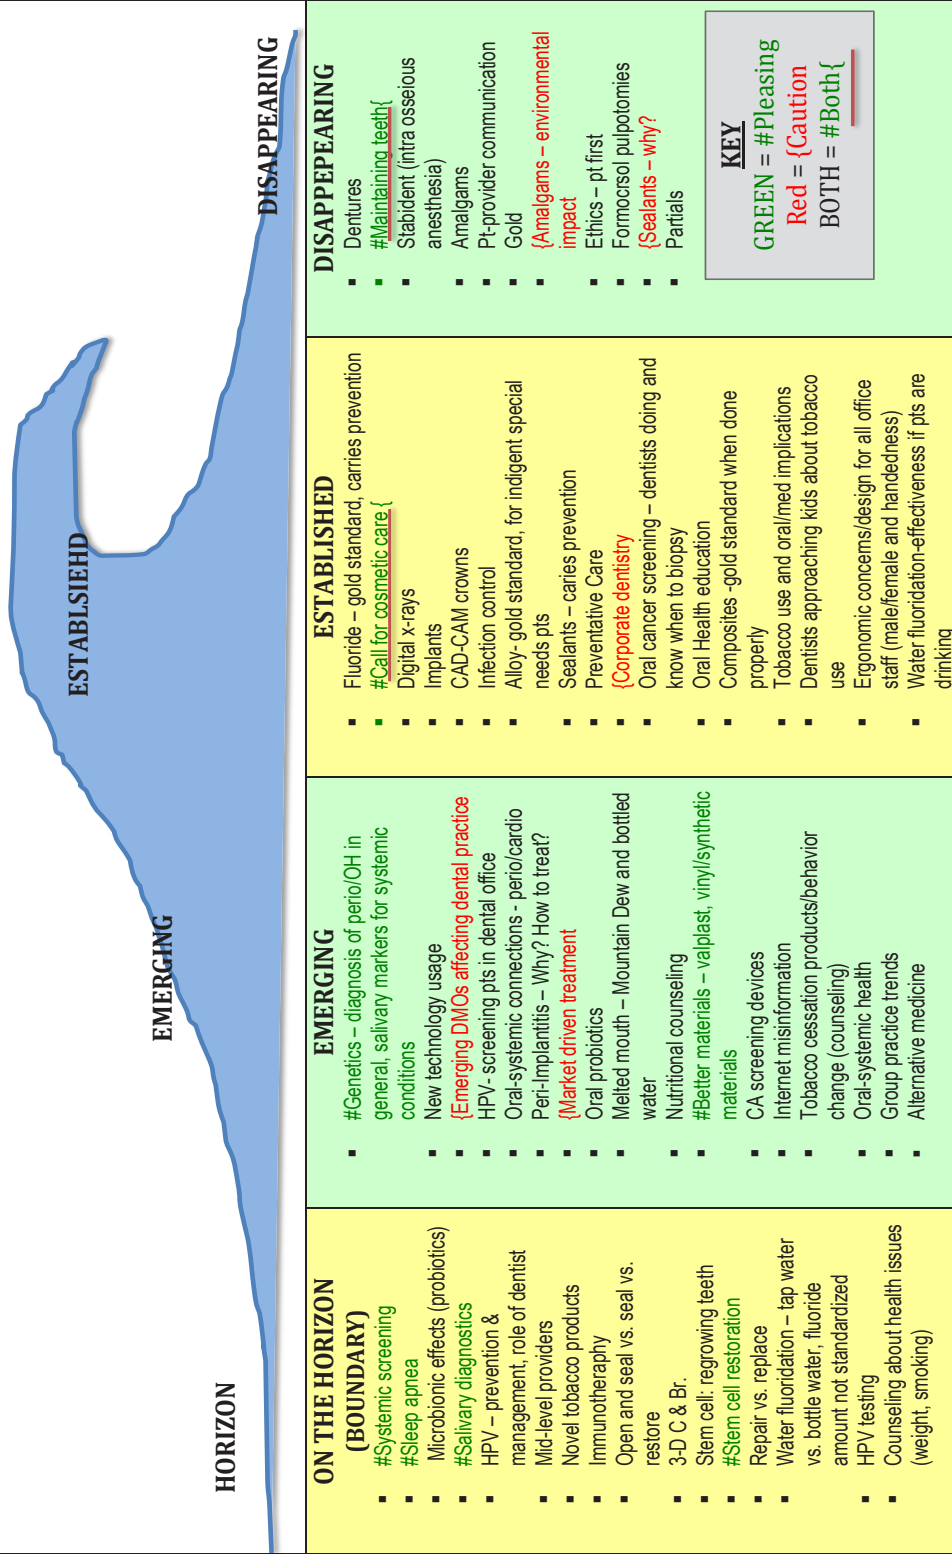 HORIZON
EMERGING
ESTABLSIEHD
DISAPPEARING
ON THE HORIZON
(BOUNDARY)
▪ #Systemic screening
▪ #Sleep apnea
▪ Microbionic effects (probiotics)
▪ #Salivary diagnostics
▪ HPV – prevention &
management, role of dentist
▪ Mid-level providers
▪ Novel tobacco products
▪ Immunotheraphy
▪ Open and seal vs. seal vs.
restore
▪ 3-D C & Br.
▪ Stem cell: regrowing teeth
▪ #Stem cell restoration
▪ Repair vs. replace
▪ Water fluoridation – tap water
vs. bottle water, fluoride
amount not standardized
▪ HPV testing
▪ Counseling about health issues
(weight, smoking)
EMERGING
▪ #Genetics – diagnosis of perio/OH in
general, salivary markers for systemic
conditions
▪ New technology usage
▪ {Emerging DMOs affecting dental practice
▪ HPV- screening pts in dental office
▪ Oral-systemic connections - perio/cardio
▪ Peri-Implantitis – Why? How to treat?
▪ {Market driven treatment
▪ Oral probiotics
▪ Melted mouth – Mountain Dew and bottled
water
▪ Nutritional counseling
▪ #Better materials – valplast, vinyl/synthetic
materials
▪ CA screening devices
▪ Internet misinformation
▪ Tobacco cessation products/behavior
change (counseling)
▪ Oral-systemic health
▪ Group practice trends
▪ Alternative medicine
ESTABLISHED
▪ Fluoride – gold standard, carries prevention
▪ #Call for cosmetic care {
▪ Digital x-rays
▪ Implants
▪ CAD-CAM crowns
▪ Infection control
▪ Alloy- gold standard, for indigent special
needs pts
▪ Sealants – caries prevention
▪ Preventative Care
▪ {Corporate dentistry
▪ Oral cancer screening – dentists doing and
know when to biopsy
▪ Oral Health education
▪ Composites -gold standard when done
properly
▪ Tobacco use and oral/med implications
▪ Dentists approaching kids about tobacco
use
▪ Ergonomic concerns/design for all office
staff (male/female and handedness)
▪ Water fluoridation-effectiveness if pts are
drinking
DISAPPEPEARING
▪ Dentures
▪ #Maintaining teeth{
▪ Stabident (intra osseious
anesthesia)
▪ Amalgams
▪ Pt-provider communication
▪ Gold
▪ {Amalgams – environmental
impact
▪ Ethics – pt first
▪ Formocrsol pulpotomies
▪ {Sealants – why?
▪ Partials
KEY
GREEN = #Pleasing
Red = {Caution
BOTH = #Both{